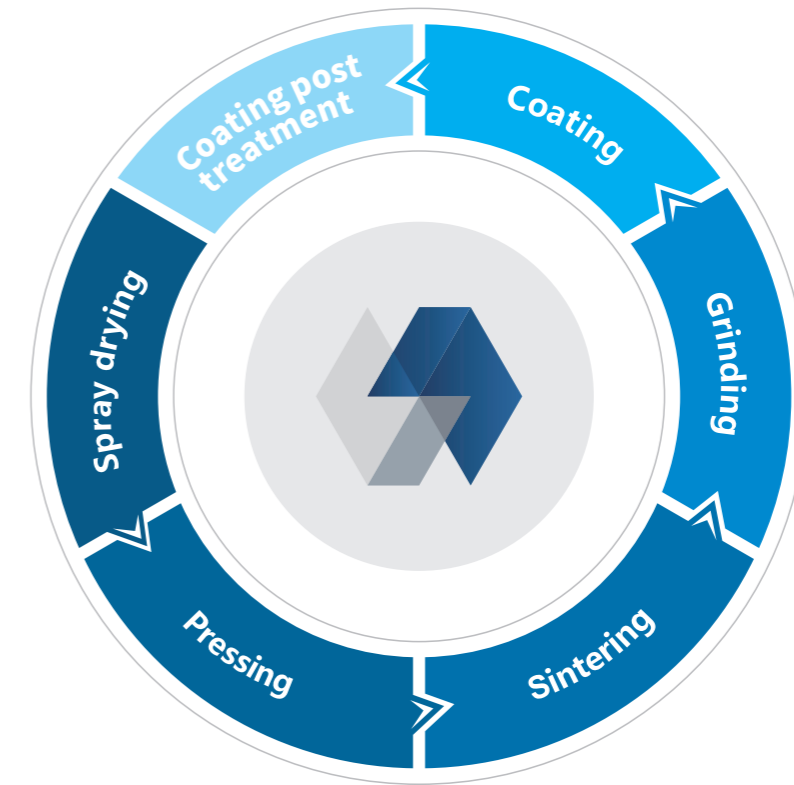 Coating post
treatment
Coating
Grinding
Sintering
Pressing
Spray drying